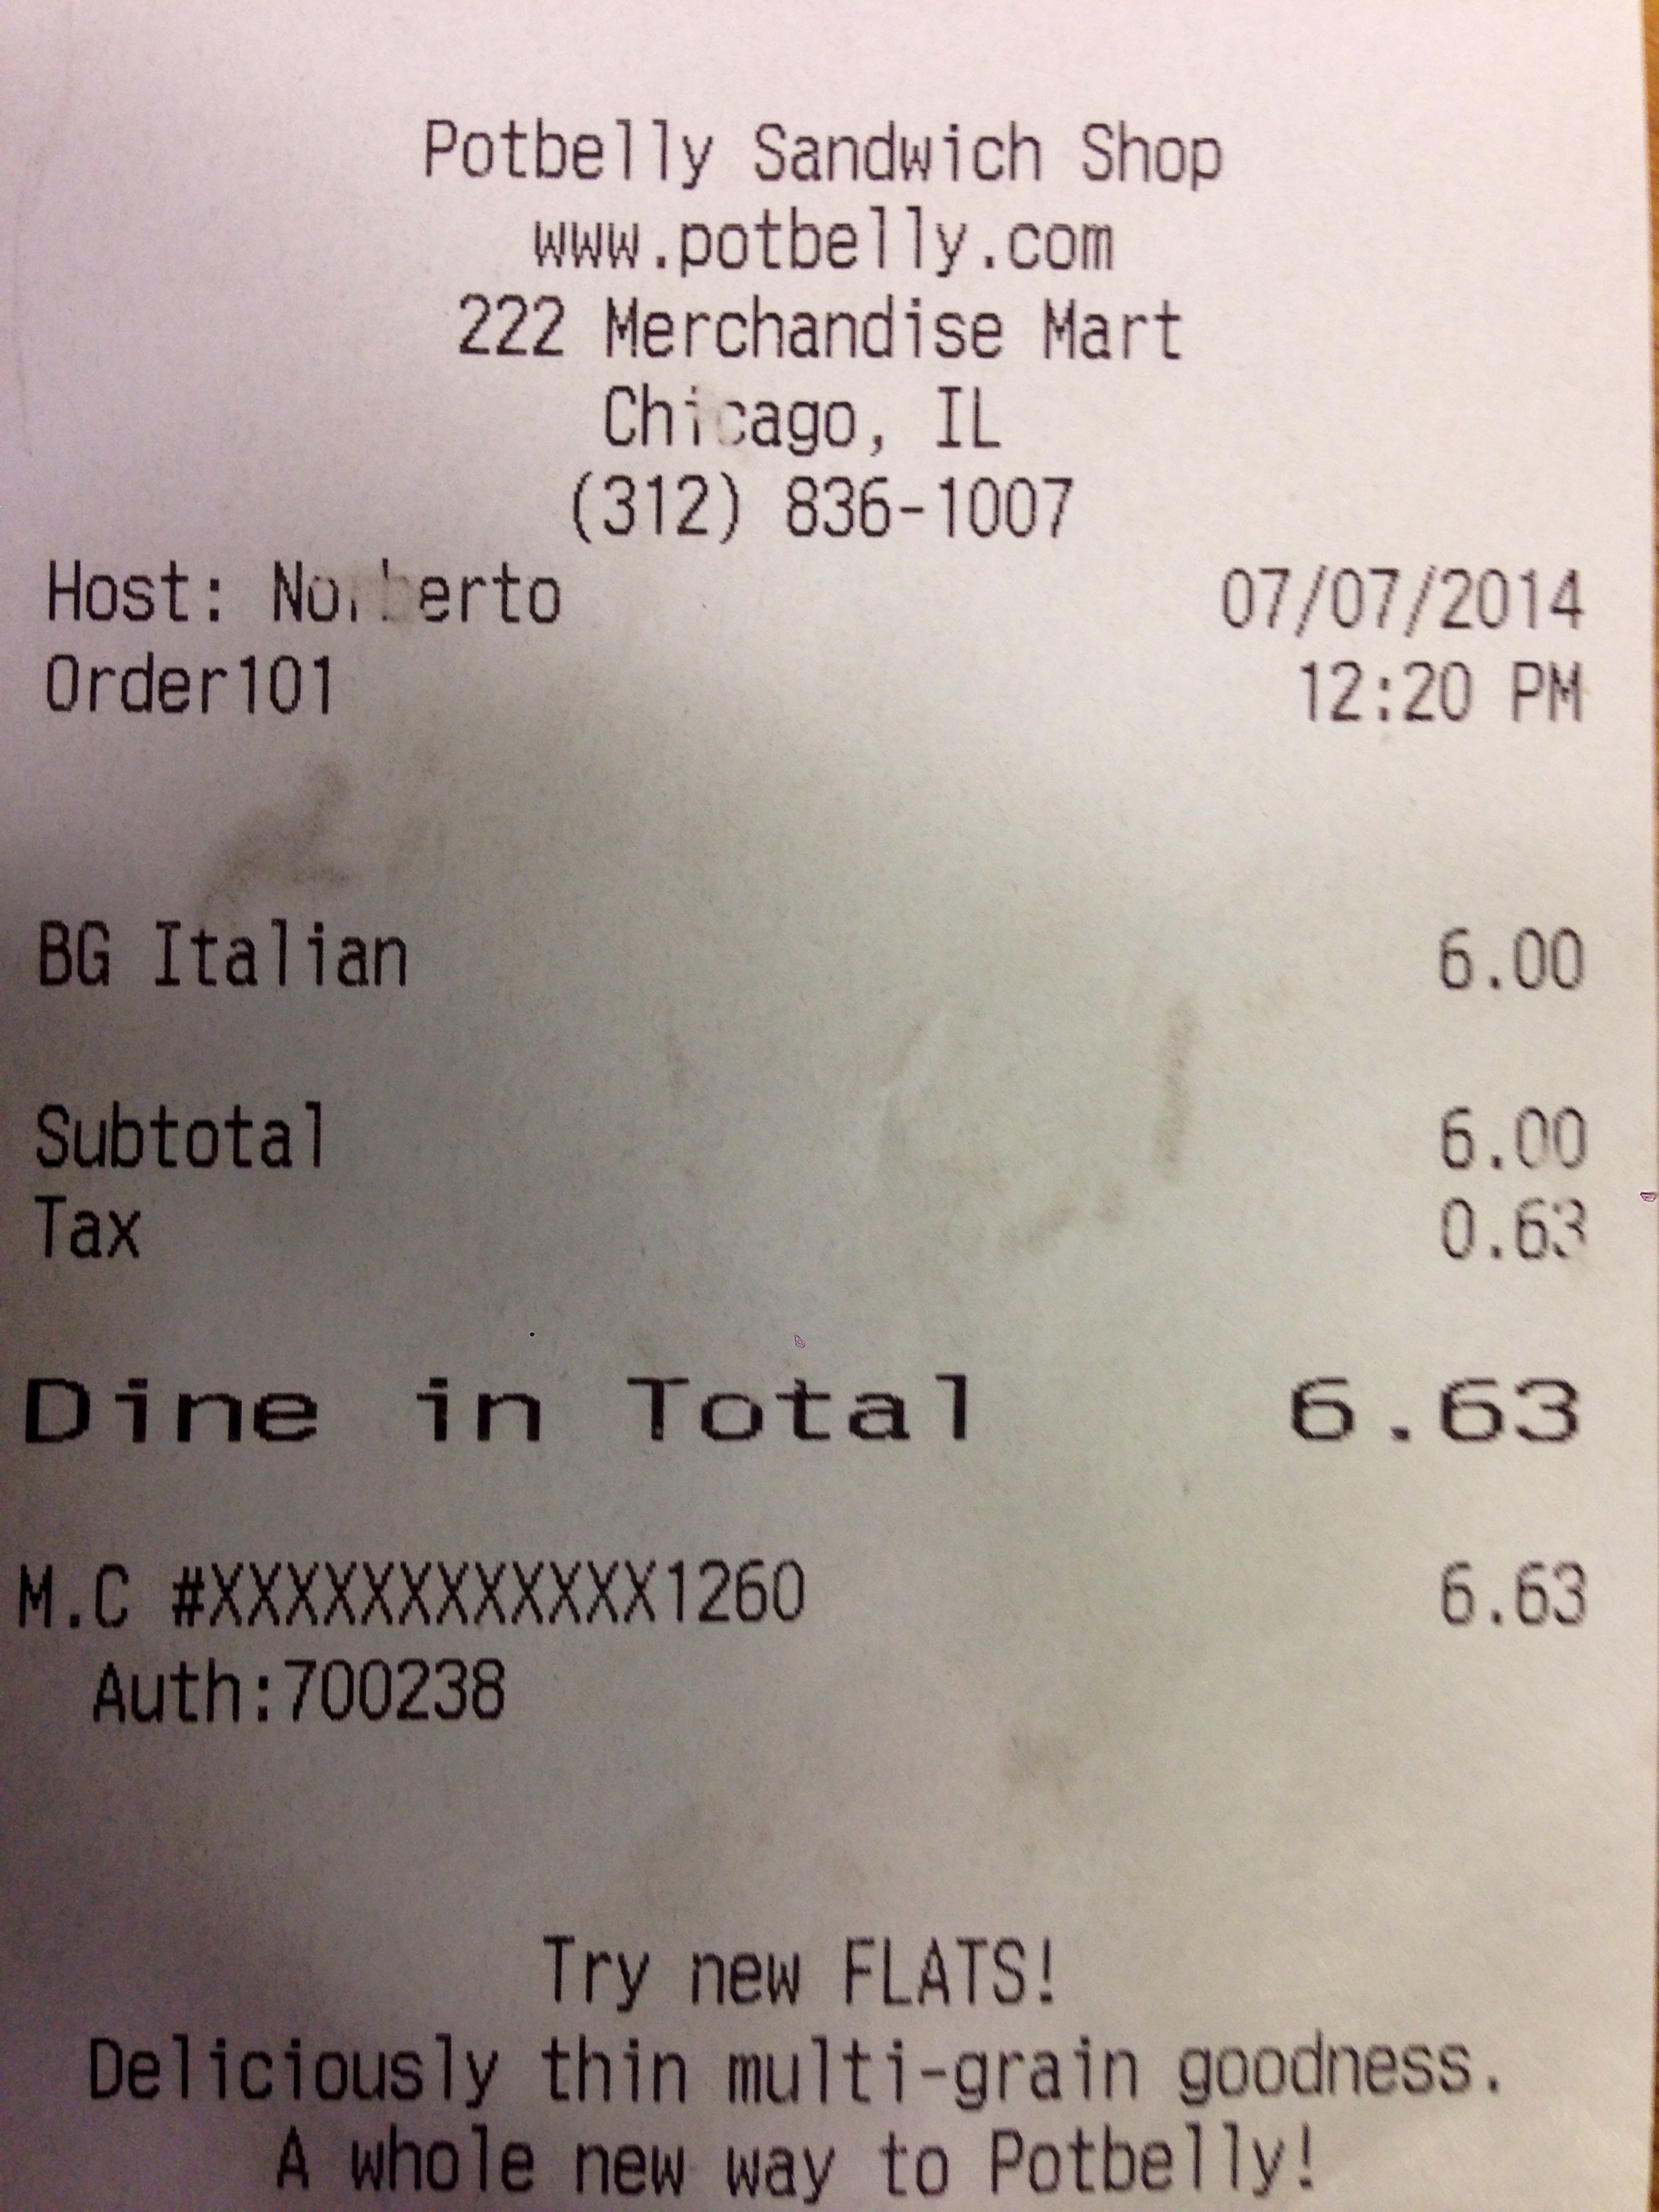 Potbelly Sandwich Shop
www.potbelly.com
222 Merchandise Mart
Chicago, IL
(312) 836-1007
Host: Norberto 07/07/2014
Order101 12:20 PM
BG Italian 6.00
Subtotal 6.00
Tax 0.63
Dine in Total 6.63
M.C #XXXXXXXXXXXX1260 6.63
Auth:700238
Try new FLATS!
Deliciously thin multi-grain goodness.
A whole new way to Potbelly!